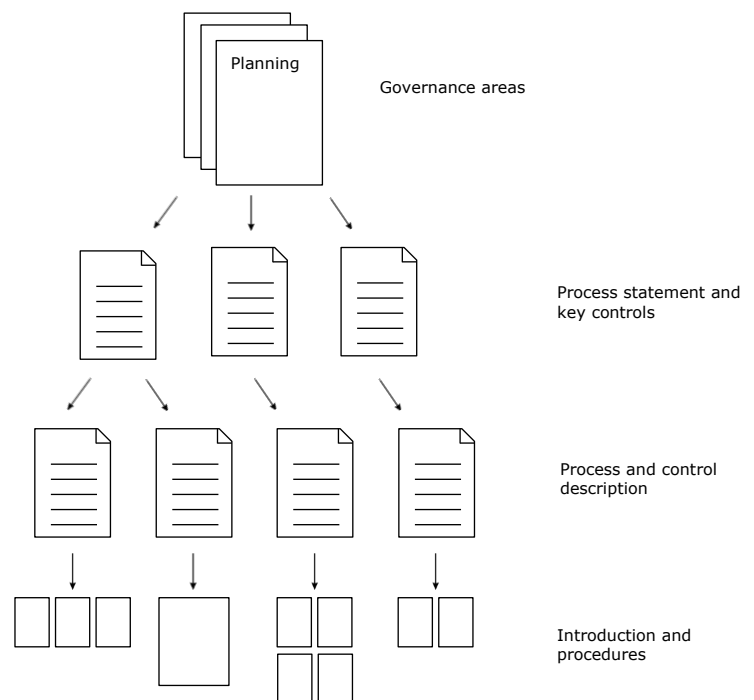 Planning
Governance areas
Process statement and
key controls
Process and control
description
Introduction and
procedures